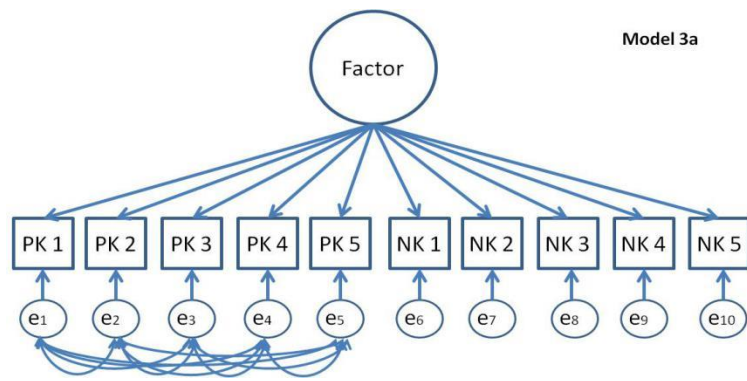 Model 3a
Factor
PK 1 PK 2 PK 3 PK 4 PK 5 NK 1 NK 2 NK 3 NK 4 NK 5
e1 e2 e3 e4 e5 e6 e7 e8 e9 e10